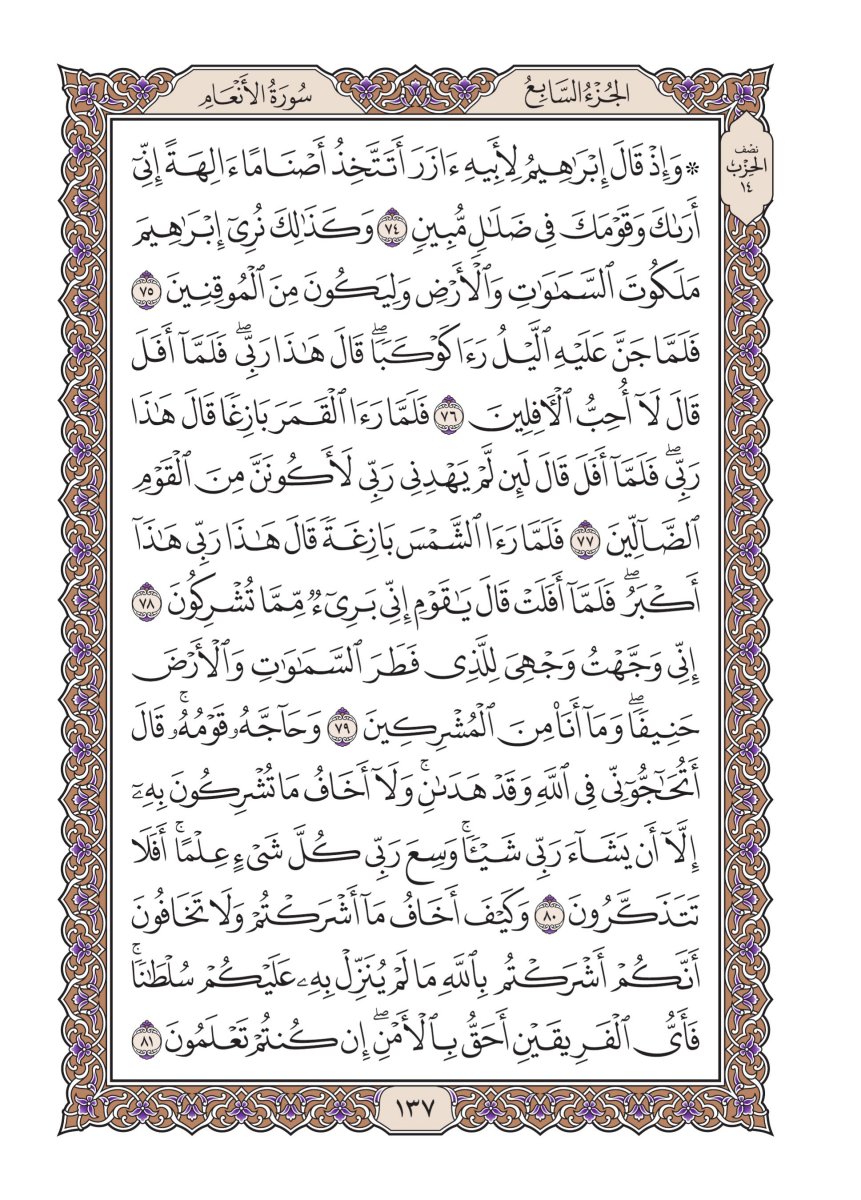 الجُزْءُ السَّابِعُ
سُورَةُ الأَنْعَامِ
نصف
الحِزْب
١٤
۞ وَإِذْ قَالَ إِبْرَٰهِيمُ لِأَبِيهِ ءَازَرَ أَتَتَّخِذُ أَصْنَامًا ءَالِهَةً إِنِّيٓ
أَرَىٰكَ وَقَوْمَكَ فِي ضَلَٰلٖ مُّبِينٖ ٧٤ وَكَذَٰلِكَ نُرِيٓ إِبْرَٰهِيمَ
مَلَكُوتَ ٱلسَّمَٰوَٰتِ وَٱلْأَرْضِ وَلِيَكُونَ مِنَ ٱلْمُوقِنِينَ ٧٥
فَلَمَّا جَنَّ عَلَيْهِ ٱلَّيْلُ رَءَا كَوْكَبٗاۖ قَالَ هَٰذَا رَبِّيۖ فَلَمَّآ أَفَلَ
قَالَ لَآ أُحِبُّ ٱلْأٓفِلِينَ ٧٦ فَلَمَّا رَءَا ٱلْقَمَرَ بَازِغٗا قَالَ هَٰذَا
رَبِّيۖ فَلَمَّآ أَفَلَ قَالَ لَئِن لَّمْ يَهْدِنِي رَبِّي لَأَكُونَنَّ مِنَ ٱلْقَوْمِ
ٱلضَّآلِّينَ ٧٧ فَلَمَّا رَءَا ٱلشَّمْسَ بَازِغَةٗ قَالَ هَٰذَا رَبِّي هَٰذَآ
أَكْبَرُۖ فَلَمَّآ أَفَلَتْ قَالَ يَٰقَوْمِ إِنِّي بَرِيٓءٞ مِّمَّا تُشْرِكُونَ ٧٨
إِنِّي وَجَّهْتُ وَجْهِيَ لِلَّذِي فَطَرَ ٱلسَّمَٰوَٰتِ وَٱلْأَرْضَ
حَنِيفٗاۖ وَمَآ أَنَا۠ مِنَ ٱلْمُشْرِكِينَ ٧٩ وَحَآجَّهُۥ قَوْمُهُۥۚ قَالَ
أَتُحَٰٓجُّوٓنِّي فِي ٱللَّهِ وَقَدْ هَدَىٰنِۚ وَلَآ أَخَافُ مَا تُشْرِكُونَ بِهِۦٓ
إِلَّآ أَن يَشَآءَ رَبِّي شَيْـٔٗاۚ وَسِعَ رَبِّي كُلَّ شَيْءٍ عِلْمًاۚ أَفَلَا
تَتَذَكَّرُونَ ٨٠ وَكَيْفَ أَخَافُ مَآ أَشْرَكْتُمْ وَلَا تَخَافُونَ
أَنَّكُمْ أَشْرَكْتُم بِٱللَّهِ مَا لَمْ يُنَزِّلْ بِهِۦ عَلَيْكُمْ سُلْطَٰنٗاۚ
فَأَيُّ ٱلْفَرِيقَيْنِ أَحَقُّ بِٱلْأَمْنِۖ إِن كُنتُمْ تَعْلَمُونَ ٨١
١٣٧